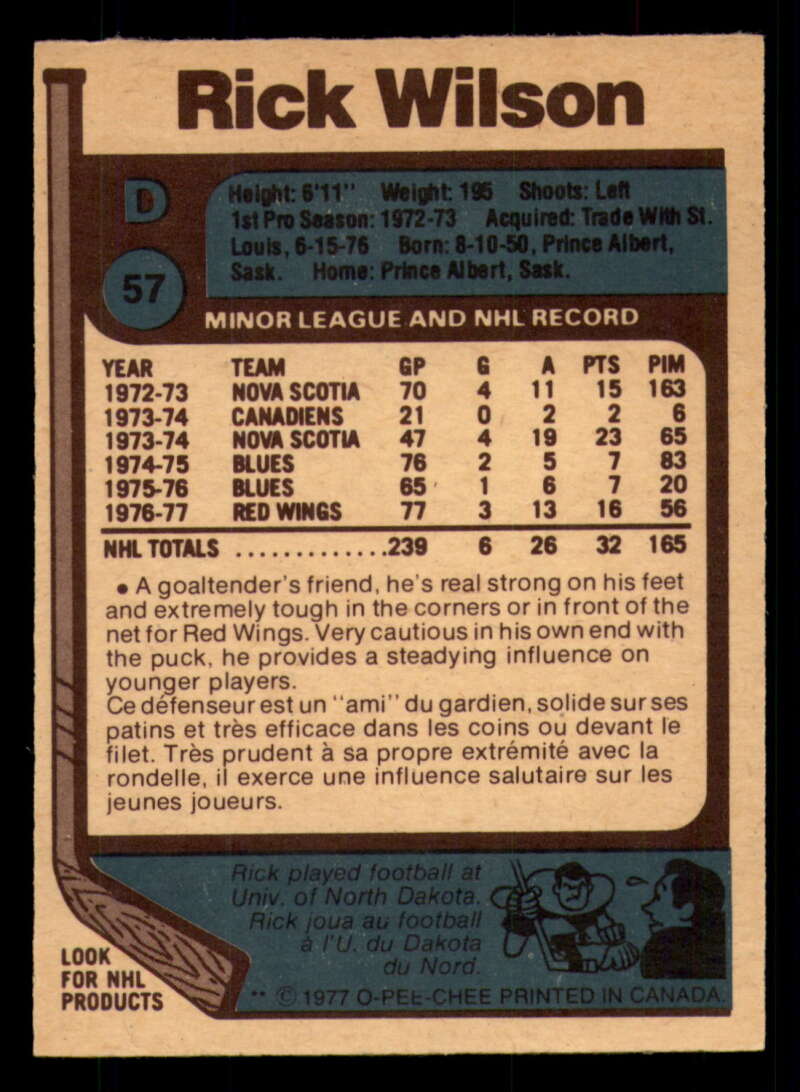 Rick Wilson
D
Height: 6'11" Weight: 195 Shoots: Left
1st Pro Season: 1972-73 Acquired: Trade With St.
Louis, 6-15-76 Born: 8-10-50, Prince Albert,
Sask. Home: Prince Albert, Sask.
57
MINOR LEAGUE AND NHL RECORD
YEAR TEAM GP G A PTS PIM
1972-73 NOVA SCOTIA 70 4 11 15 163
1973-74 CANADIENS 21 0 2 2 6
1973-74 NOVA SCOTIA 47 4 19 23 65
1974-75 BLUES 76 2 5 7 83
1975-76 BLUES 65 1 6 7 20
1976-77 RED WINGS 77 3 13 16 56
NHL TOTALS .............239 6 26 32 165
• A goaltender's friend, he's real strong on his feet
and extremely tough in the corners or in front of the
net for Red Wings. Very cautious in his own end with
the puck, he provides a steadying influence on
younger players.
Ce défenseur est un "ami" du gardien, solide sur ses
patins et très efficace dans les coins ou devant le
filet. Très prudent à sa propre extrémité avec la
rondelle, il exerce une influence salutaire sur les
jeunes joueurs.
Rick played football at
Univ. of North Dakota.
Rick joua au football
à l'U. du Dakota
du Nord.
LOOK
FOR NHL
PRODUCTS
** © 1977 O-PEE-CHEE PRINTED IN CANADA.